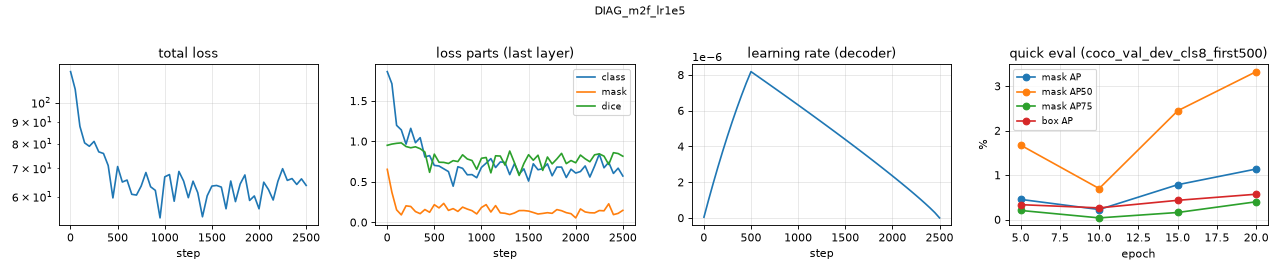 DIAG_m2f_lr1e5
total loss
10²
9 × 10¹
8 × 10¹
7 × 10¹
6 × 10¹
0 500 1000 1500 2000 2500
step
loss parts (last layer)
class
mask
dice
1.5
1.0
0.5
0.0
0 500 1000 1500 2000 2500
step
learning rate (decoder)
1e−6
8
6
4
2
0
0 500 1000 1500 2000 2500
step
quick eval (coco_val_dev_cls8_first500)
mask AP
mask AP50
mask AP75
box AP
%
3
2
1
0
5.0 7.5 10.0 12.5 15.0 17.5 20.0
epoch